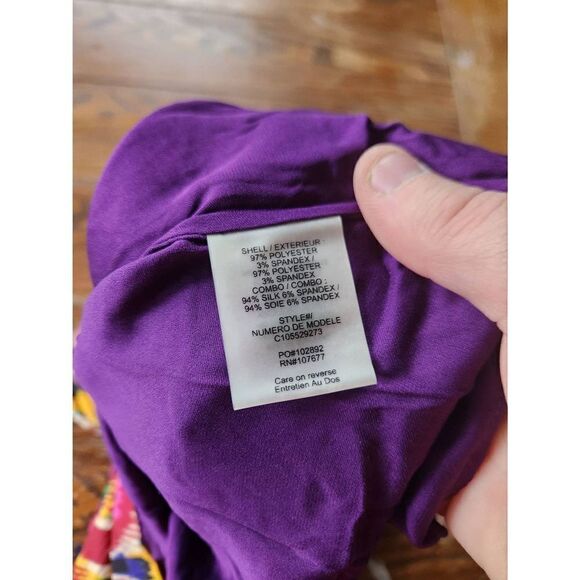 SHELL / EXTERIEUR :
97% POLYESTER
3% SPANDEX /
97% POLYESTER
3% SPANDEX
COMBO / COMBO :
94% SILK 6% SPANDEX /
94% SOIE 6% SPANDEX
STYLE#/
NUMERO DE MODELE
C105529273
PO#102892
RN#107677
Care on reverse
Entretien Au Dos